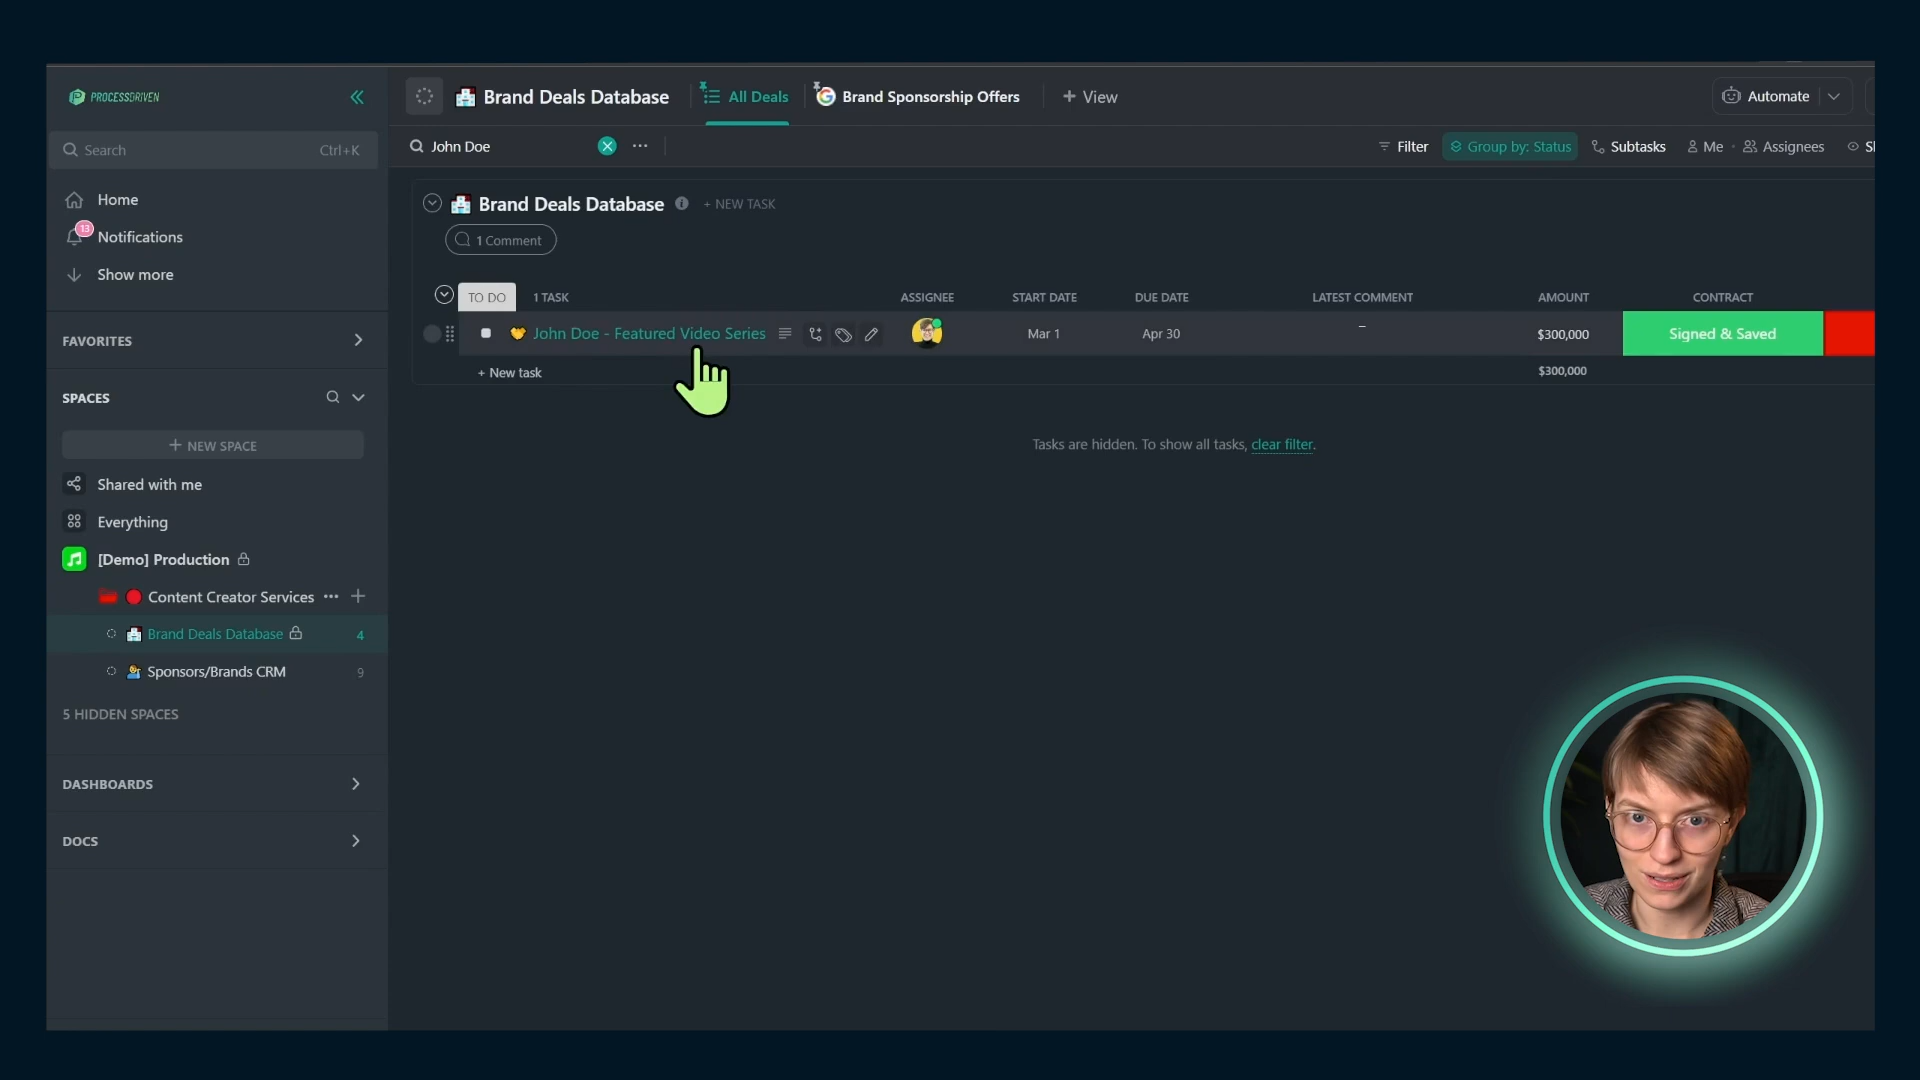 PROCESSDRIVEN
Search Ctrl+K
Home
13
Notifications
Show more
FAVORITES
SPACES
+ NEW SPACE
Shared with me
Everything
[Demo] Production
Content Creator Services
Brand Deals Database 4
Sponsors/Brands CRM 9
5 HIDDEN SPACES
DASHBOARDS
DOCS
Brand Deals Database All Deals Brand Sponsorship Offers + View Automate
John Doe Filter Group by: Status Subtasks Me Assignees
Brand Deals Database + NEW TASK
1 Comment
TO DO 1 TASK ASSIGNEE START DATE DUE DATE LATEST COMMENT AMOUNT CONTRACT
John Doe - Featured Video Series Mar 1 Apr 30 – $300,000 Signed & Saved
+ New task $300,000
Tasks are hidden. To show all tasks, clear filter.